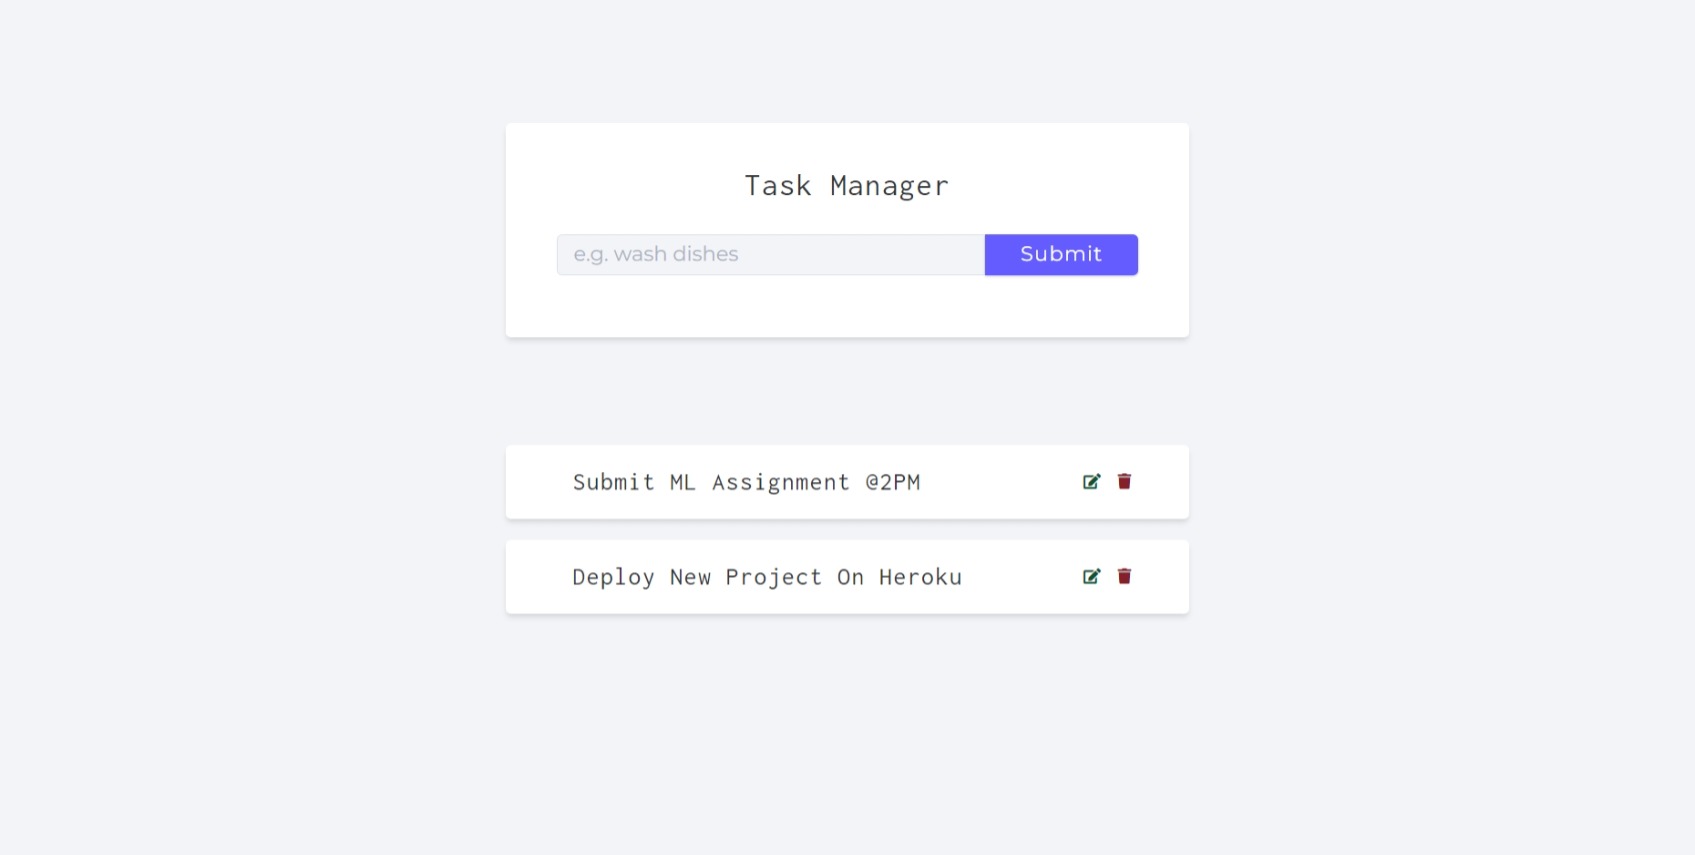 Task Manager
e.g. wash dishes
Submit
Submit ML Assignment @2PM
Deploy New Project On Heroku